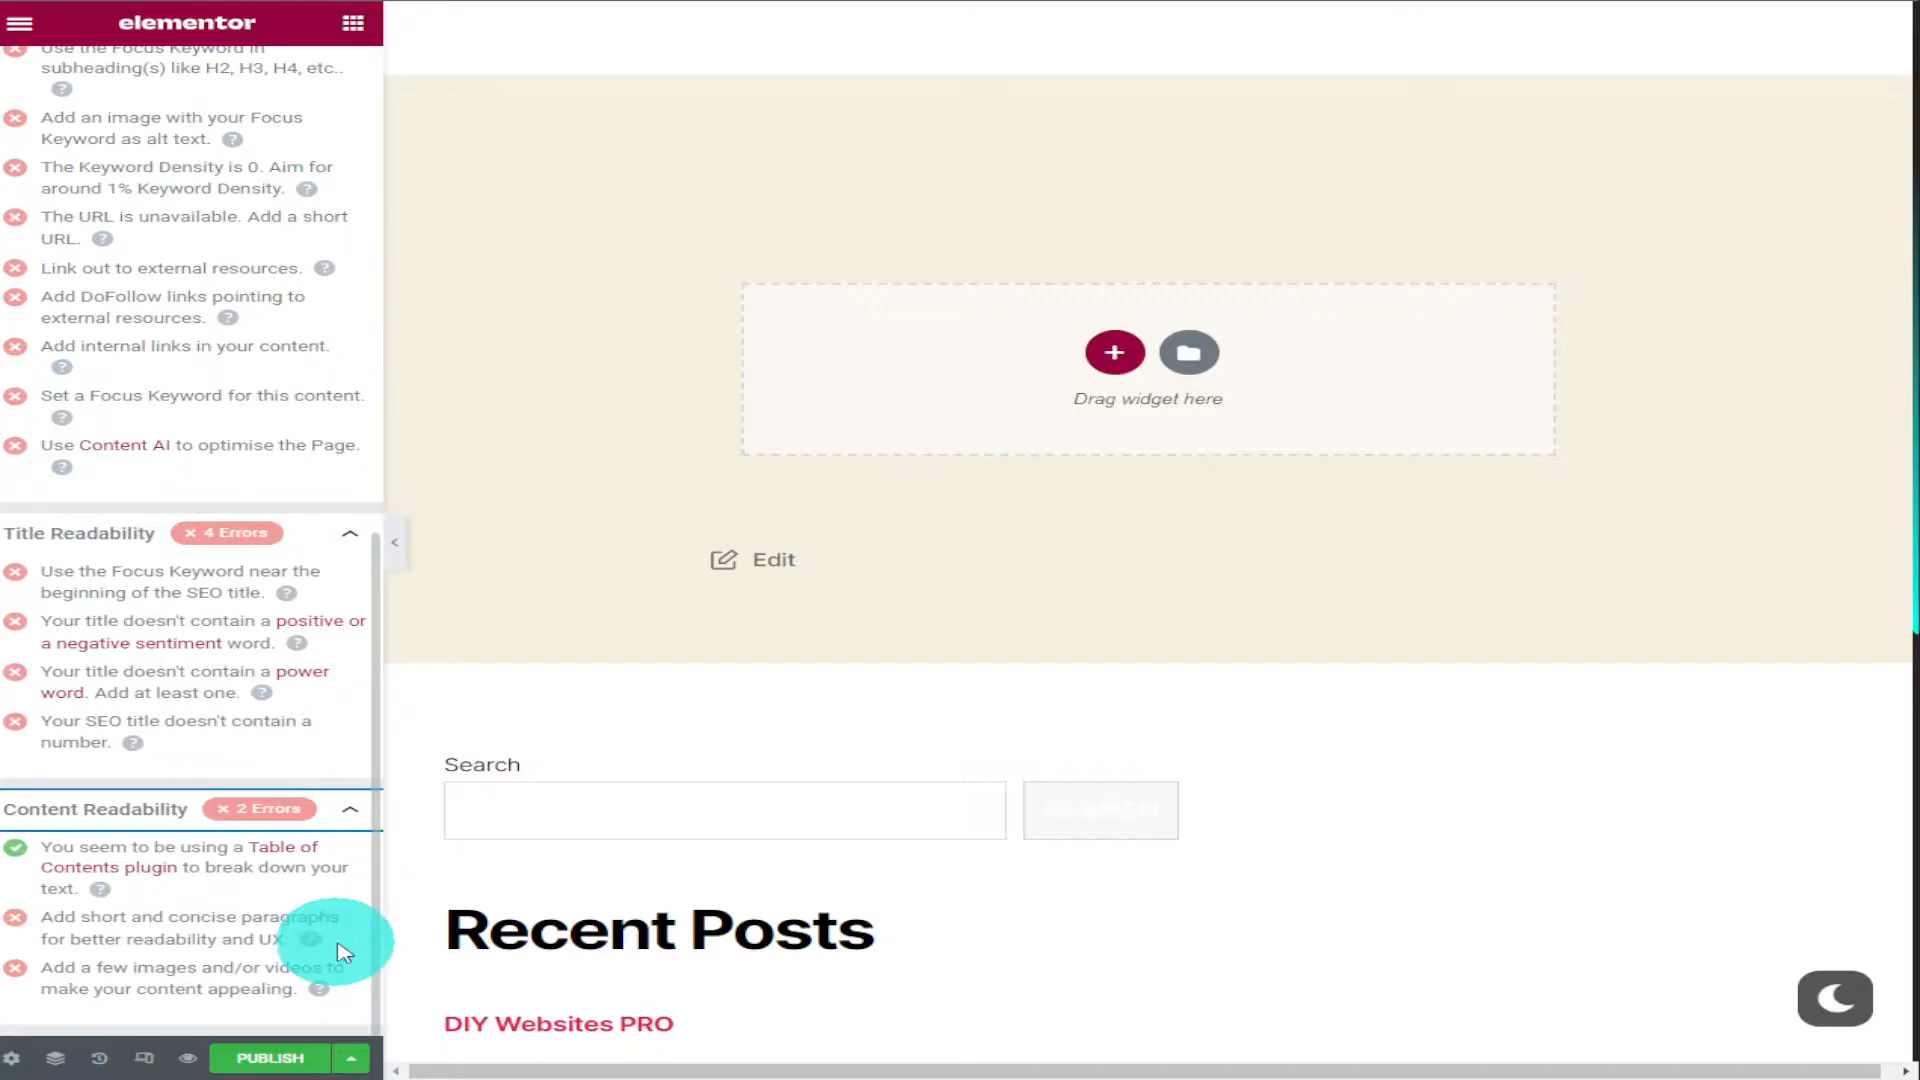 elementor
Use the Focus Keyword in
subheading(s) like H2, H3, H4, etc..
?
Add an image with your Focus
Keyword as alt text. ?
The Keyword Density is 0. Aim for
around 1% Keyword Density. ?
The URL is unavailable. Add a short
URL. ?
Link out to external resources. ?
Add DoFollow links pointing to
external resources. ?
Add internal links in your content.
?
Set a Focus Keyword for this content.
?
Use Content AI to optimise the Page.
?
Title Readability × 4 Errors
Use the Focus Keyword near the
beginning of the SEO title. ?
Your title doesn't contain a positive or
a negative sentiment word. ?
Your title doesn't contain a power
word. Add at least one. ?
Your SEO title doesn't contain a
number. ?
Content Readability × 2 Errors
You seem to be using a Table of
Contents plugin to break down your
text. ?
Add short and concise paragraphs
for better readability and UX
Add a few images and/or videos to
make your content appealing. ?
PUBLISH
Drag widget here
Edit
Search
SEARCH
Recent Posts
DIY Websites PRO